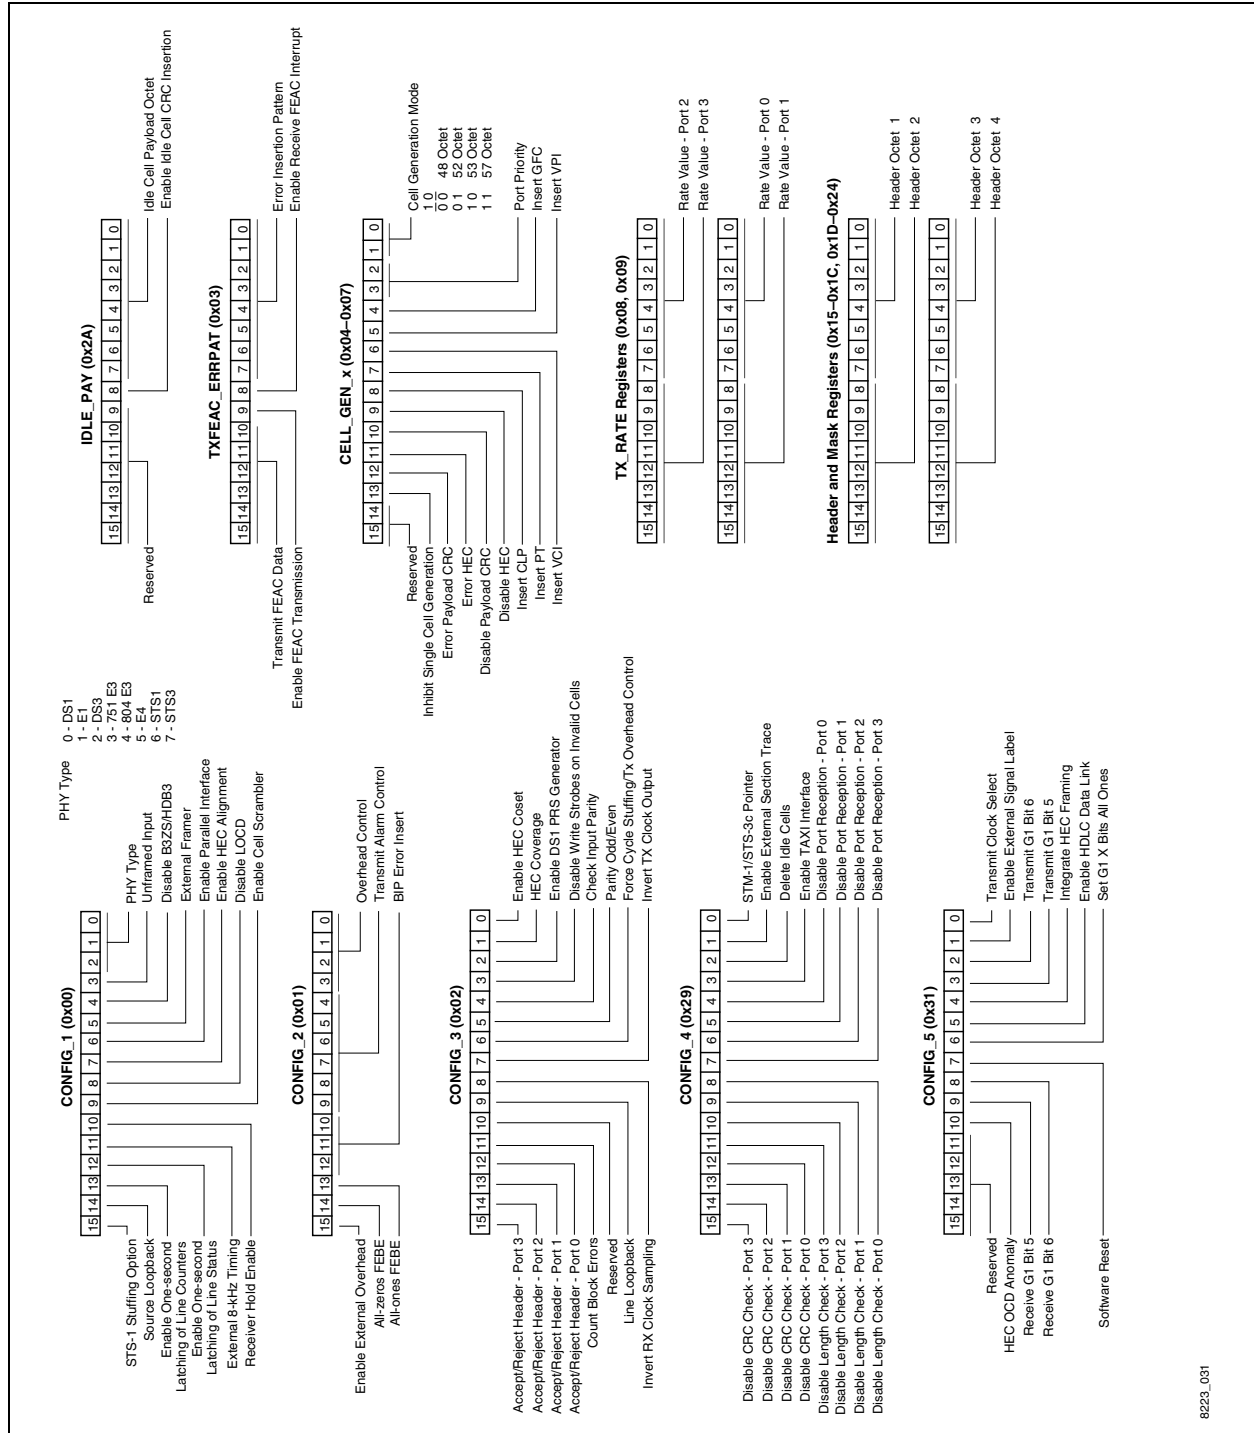 PHY Type
0 - DS1
1 - E1
2 - DS3
3 - 751 E3
4 - 804 E3
5 - E4
6 - STS1
7 - STS3
CONFIG_1 (0x00)
15 14 13 12 11 10 9 8 7 6 5 4 3 2 1 0
PHY Type
Unframed Input
Disable B3ZS/HDB3
External Framer
Enable Parallel Interface
Enable HEC Alignment
Disable LOCD
Enable Cell Scrambler
STS-1 Stuffing Option
Source Loopback
Enable One-second
Latching of Line Counters
Enable One-second
Latching of Line Status
External 8-kHz Timing
Receiver Hold Enable
CONFIG_2 (0x01)
15 14 13 12 11 10 9 8 7 6 5 4 3 2 1 0
Overhead Control
Transmit Alarm Control
BIP Error Insert
Enable External Overhead
All-zeros FEBE
All-ones FEBE
CONFIG_3 (0x02)
15 14 13 12 11 10 9 8 7 6 5 4 3 2 1 0
Enable HEC Coset
HEC Coverage
Enable DS1 PRS Generator
Disable Write Strobes on Invalid Cells
Check Input Parity
Parity Odd/Even
Force Cycle Stuffing/Tx Overhead Control
Invert TX Clock Output
Accept/Reject Header - Port 3
Accept/Reject Header - Port 2
Accept/Reject Header - Port 1
Accept/Reject Header - Port 0
Count Block Errors
Reserved
Line Loopback
Invert RX Clock Sampling
CONFIG_4 (0x29)
15 14 13 12 11 10 9 8 7 6 5 4 3 2 1 0
STM-1/STS-3c Pointer
Enable External Section Trace
Delete Idle Cells
Enable TAXI Interface
Disable Port Reception - Port 0
Disable Port Reception - Port 1
Disable Port Reception - Port 2
Disable Port Reception - Port 3
Disable CRC Check - Port 3
Disable CRC Check - Port 2
Disable CRC Check - Port 1
Disable CRC Check - Port 0
Disable Length Check - Port 3
Disable Length Check - Port 2
Disable Length Check - Port 1
Disable Length Check - Port 0
CONFIG_5 (0x31)
15 14 13 12 11 10 9 8 7 6 5 4 3 2 1 0
Transmit Clock Select
Enable External Signal Label
Transmit G1 Bit 6
Transmit G1 Bit 5
Integrate HEC Framing
Enable HDLC Data Link
Set G1 X Bits All Ones
Reserved
HEC OCD Anomaly
Receive G1 Bit 5
Receive G1 Bit 6
Software Reset
IDLE_PAY (0x2A)
15 14 13 12 11 10 9 8 7 6 5 4 3 2 1 0
Idle Cell Payload Octet
Enable Idle Cell CRC Insertion
Reserved
TXFEAC_ERRPAT (0x03)
15 14 13 12 11 10 9 8 7 6 5 4 3 2 1 0
Error Insertion Pattern
Enable Receive FEAC Interrupt
Transmit FEAC Data
Enable FEAC Transmission
CELL_GEN_x (0x04–0x07)
15 14 13 12 11 10 9 8 7 6 5 4 3 2 1 0
Cell Generation Mode
1 0
0 0 48 Octet
0 1 52 Octet
1 0 53 Octet
1 1 57 Octet
Port Priority
Insert GFC
Insert VPI
Reserved
Inhibit Single Cell Generation
Error Payload CRC
Error HEC
Disable Payload CRC
Disable HEC
Insert CLP
Insert PT
Insert VCI
TX_RATE Registers (0x08, 0x09)
15 14 13 12 11 10 9 8 7 6 5 4 3 2 1 0
Rate Value - Port 2
Rate Value - Port 3
15 14 13 12 11 10 9 8 7 6 5 4 3 2 1 0
Rate Value - Port 0
Rate Value - Port 1
Header and Mask Registers (0x15–0x1C, 0x1D–0x24)
15 14 13 12 11 10 9 8 7 6 5 4 3 2 1 0
Header Octet 1
Header Octet 2
15 14 13 12 11 10 9 8 7 6 5 4 3 2 1 0
Header Octet 3
Header Octet 4
8223_031